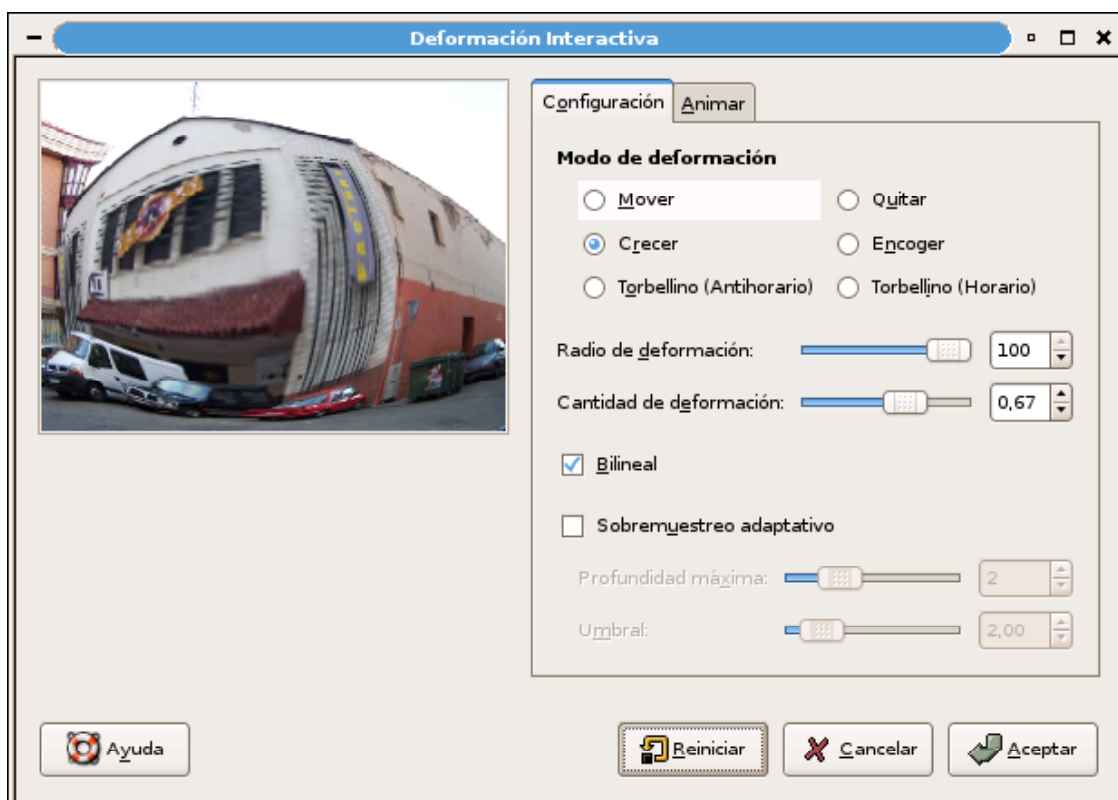 Deformación Interactiva
Configuración Animar
Modo de deformación
Mover Quitar
Crecer Encoger
Torbellino (Antihorario) Torbellino (Horario)
Radio de deformación: 100
Cantidad de deformación: 0,67
Bilineal
Sobremuestreo adaptativo
Profundidad máxima: 2
Umbral: 2,00
Ayuda Reiniciar Cancelar Aceptar